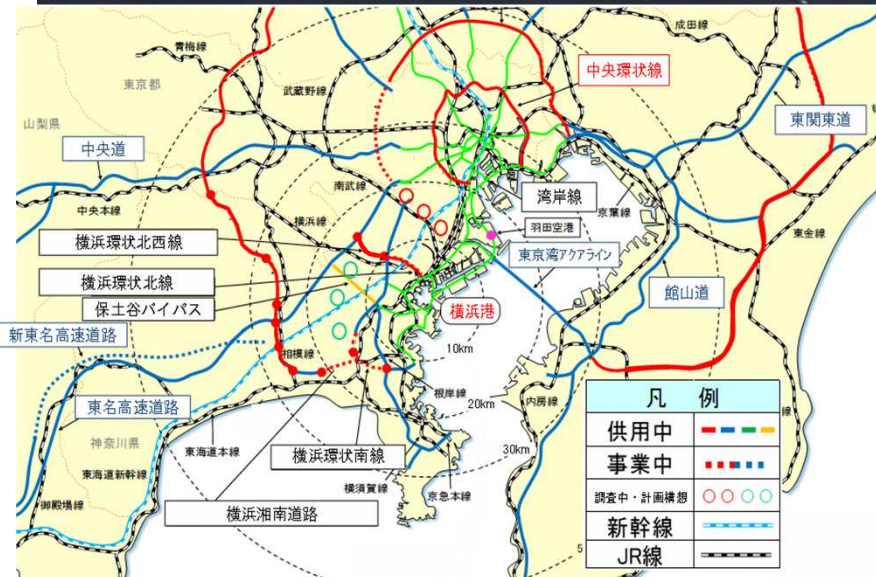 成田線
青梅線
武蔵野線
中央環状線
東京都
山梨県
東関東道
中央道
南武線
湾岸線
京葉線
中央本線
横浜線
羽田空港
東金線
横浜環状北西線
東京湾アクアライン
横浜環状北線
館山道
保土谷バイパス
横浜港
新東名高速道路
10km
相模線
根岸線
20km
内房線
東名高速道路
神奈川県
東海道本線
横浜環状南線
30km
東海道新幹線
横須賀線
京急本線
御殿場線
横浜湘南道路
5
凡 例
供用中
事業中
調査中・計画構想
新幹線
JR線
線